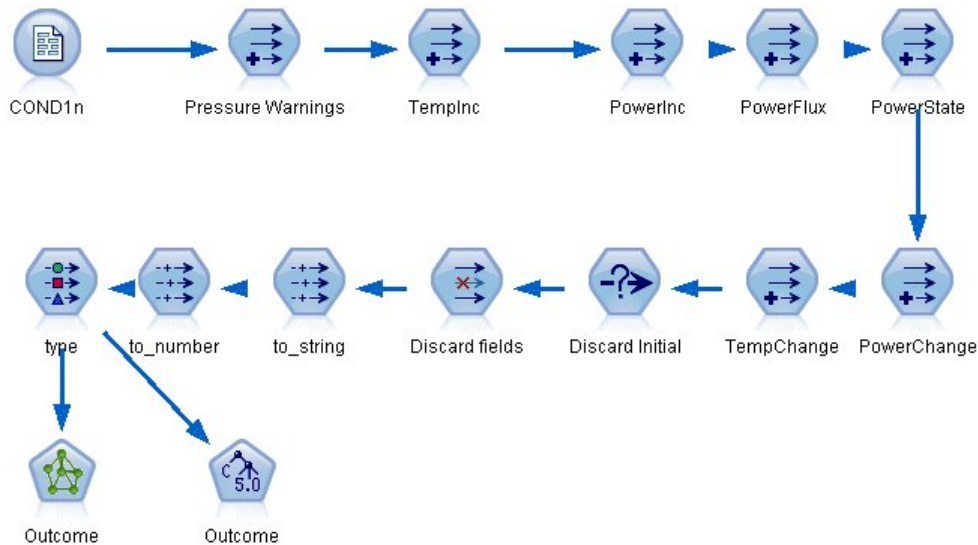 COND1n
Pressure Warnings
TempInc
PowerInc
PowerFlux
PowerState
type
to_number
to_string
Discard fields
Discard Initial
TempChange
PowerChange
C 5.0
Outcome
Outcome